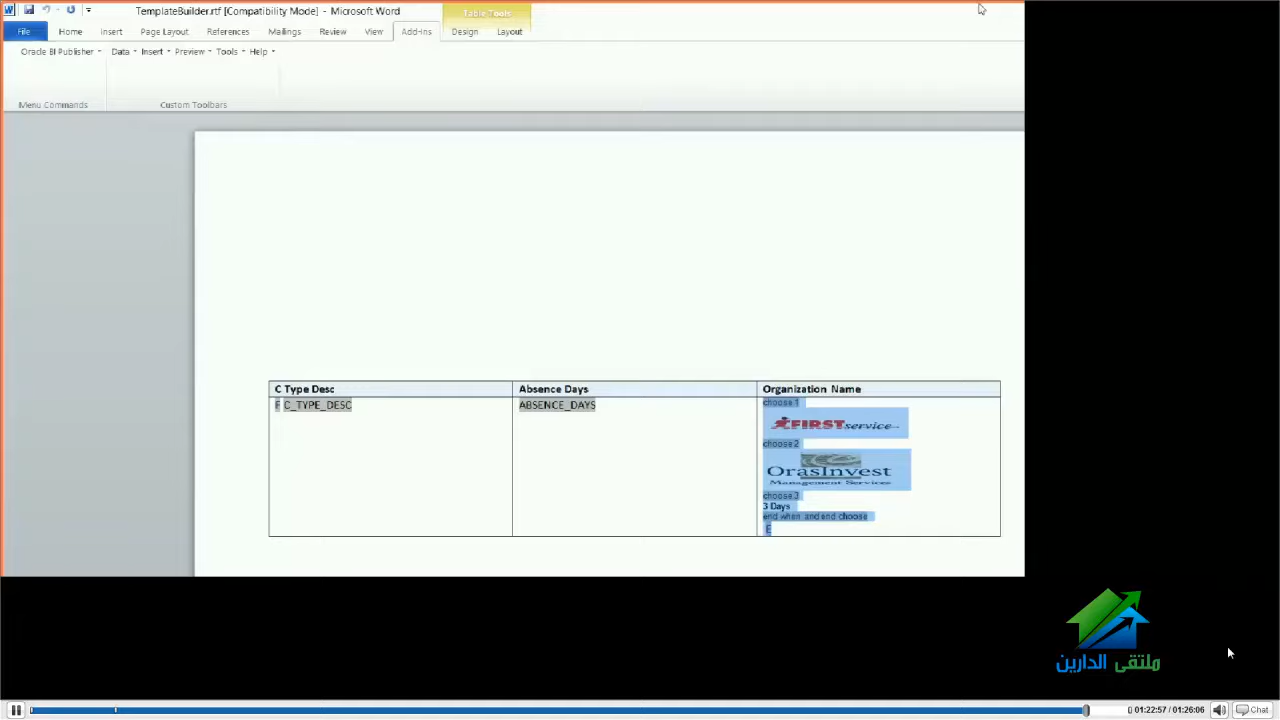 TemplateBuilder.rtf [Compatibility Mode] - Microsoft Word
Table Tools
File Home Insert Page Layout References Mailings Review View Add-Ins Design Layout
Oracle BI Publisher Data Insert Preview Tools Help
Menu Commands Custom Toolbars
C Type Desc Absence Days Organization Name
F C_TYPE_DESC ABSENCE_DAYS choose 1
FIRSTservice
choose 2
OrasInvest
Management Services
choose 3
3 Days
end when and end choose
E
ملتقى الدارين
01:22:57 / 01:26:06 Chat